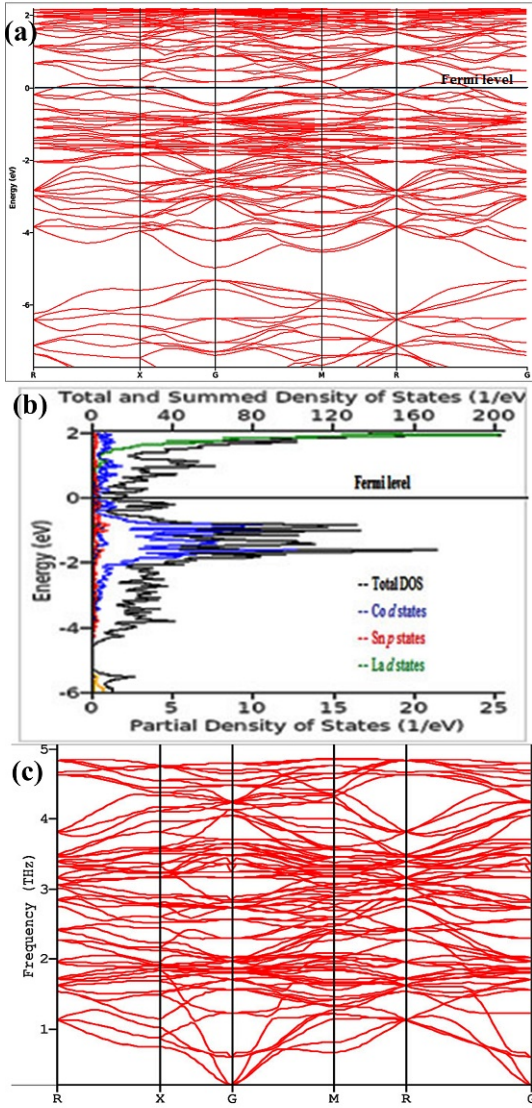 (a)
2
0
-2
-4
-6
Energy (eV)
Fermi level
R X G M R G
(b)
Total and Summed Density of States (1/eV
0 40 80 120 160 200
2
0
-2
-4
-6
Energy (eV)
Fermi level
-- Total DOS
-- Co d states
-- Sn p states
-- La d states
0 5 10 15 20 25
Partial Density of States (1/eV)
(c)
5
4
3
2
1
Frequency (THz)
R X G M R G